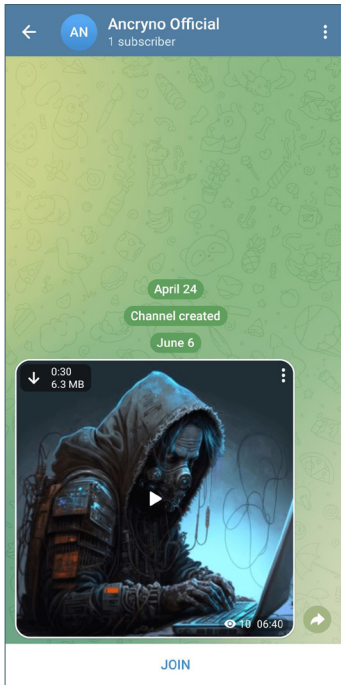 AN
Ancryno Official
1 subscriber
April 24
Channel created
June 6
0:30
6.3 MB
10 06:40
JOIN